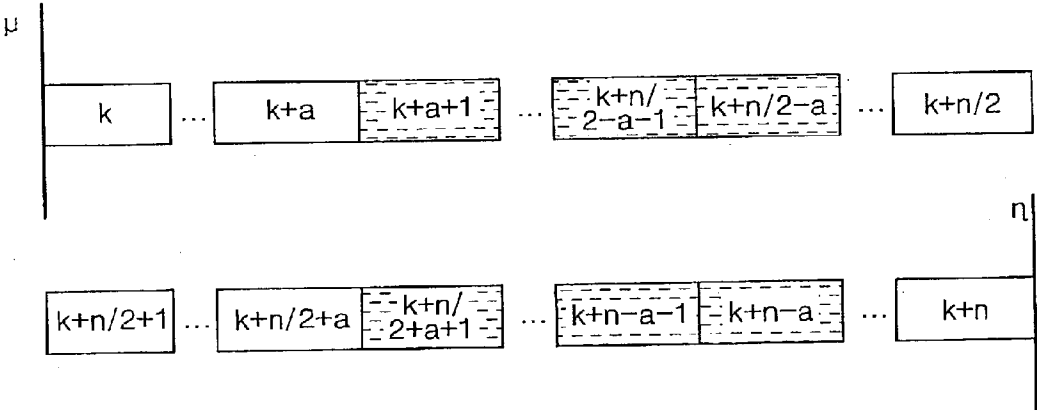 μ
k ... k+a k+a+1 ... k+n/2-a-1 k+n/2-a ... k+n/2
η
k+n/2+1 ... k+n/2+a k+n/2+a+1 ... k+n-a-1 k+n-a ... k+n